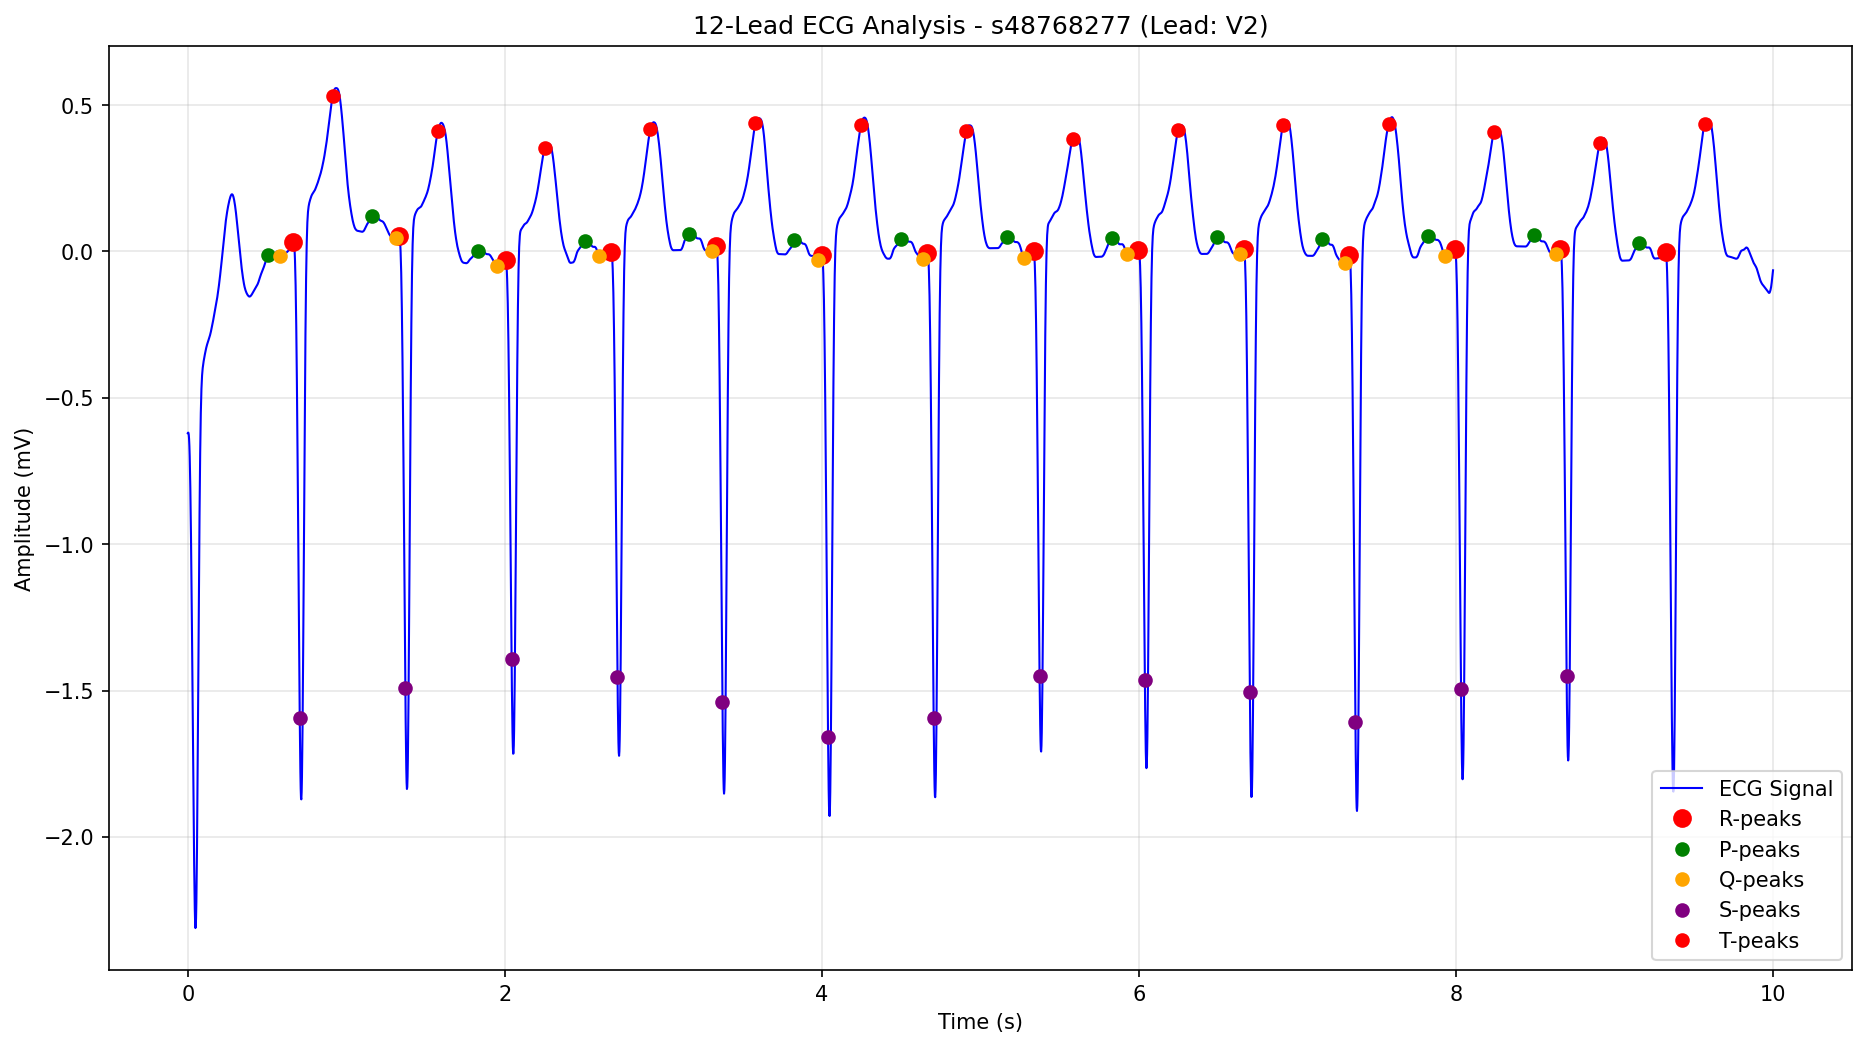 12-Lead ECG Analysis - s48768277 (Lead: V2)
Amplitude (mV)
0.5
0.0
−0.5
−1.0
−1.5
−2.0
0 2 4 6 8 10
Time (s)
ECG Signal
R-peaks
P-peaks
Q-peaks
S-peaks
T-peaks